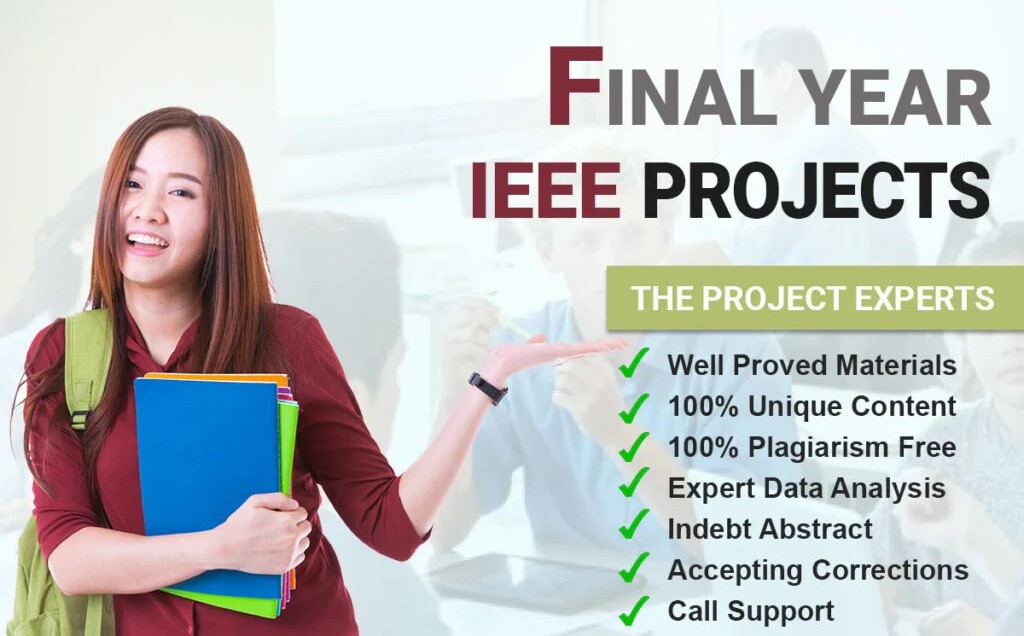 FINAL YEAR
IEEE PROJECTS
THE PROJECT EXPERTS
Well Proved Materials
100% Unique Content
100% Plagiarism Free
Expert Data Analysis
Indebt Abstract
Accepting Corrections
Call Support